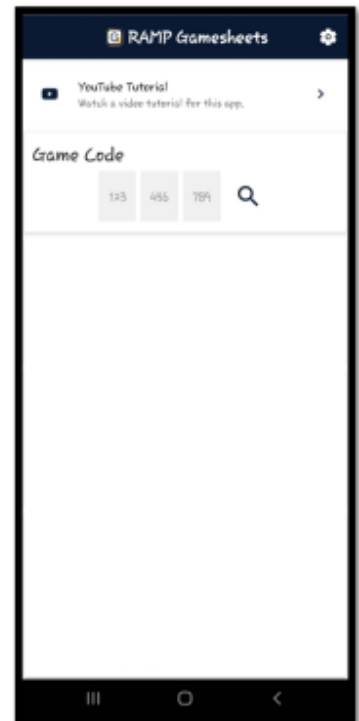 RAMP Gamesheets
YouTube Tutorial
Watch a video tutorial for this app.
Game Code
123 456 789